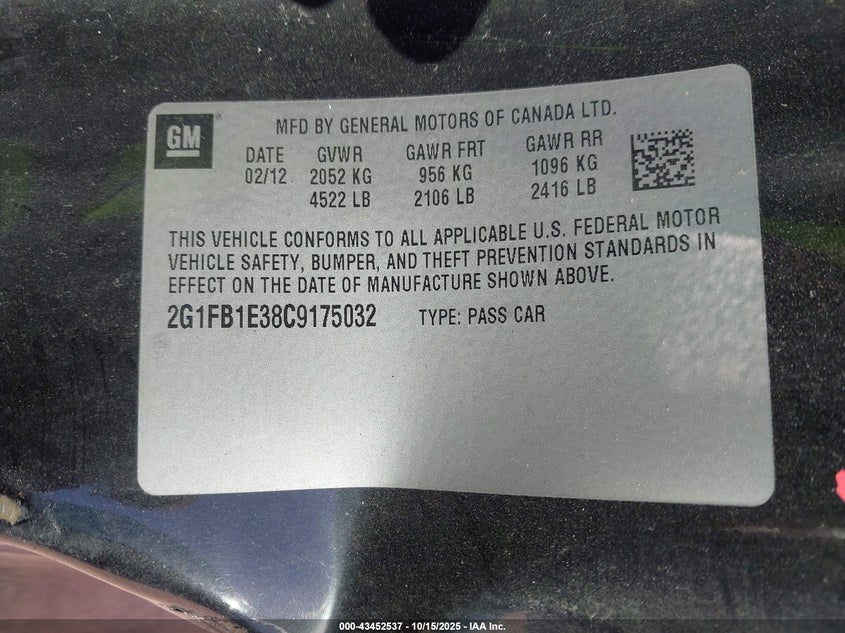 GM
MFD BY GENERAL MOTORS OF CANADA LTD.
DATE GVWR GAWR FRT GAWR RR
02/12 2052 KG 956 KG 1096 KG
4522 LB 2106 LB 2416 LB
THIS VEHICLE CONFORMS TO ALL APPLICABLE U.S. FEDERAL MOTOR
VEHICLE SAFETY, BUMPER, AND THEFT PREVENTION STANDARDS IN
EFFECT ON THE DATE OF MANUFACTURE SHOWN ABOVE.
2G1FB1E38C9175032 TYPE: PASS CAR
000-43452537 - 10/15/2025 - IAA Inc.